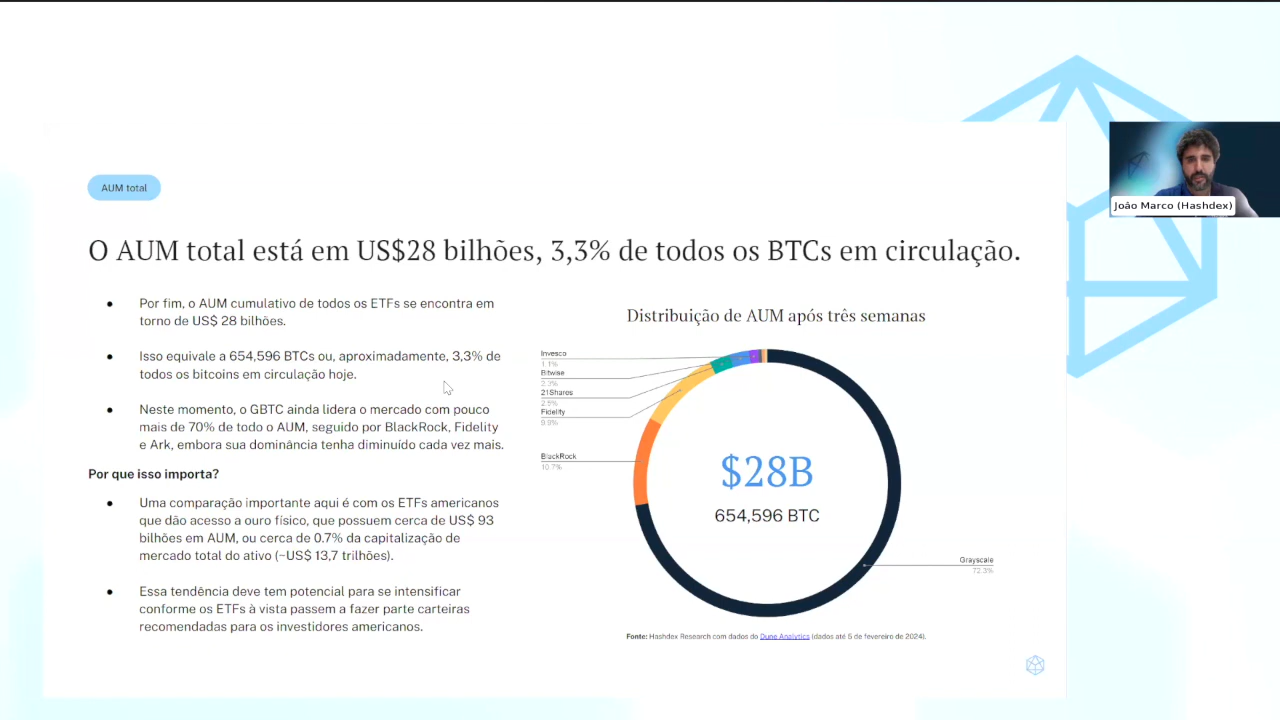 AUM total
João Marco (Hashdex)
O AUM total está em US$28 bilhões, 3,3% de todos os BTCs em circulação.
Por fim, o AUM cumulativo de todos os ETFs se encontra em
torno de US$ 28 bilhões.
Isso equivale a 654,596 BTCs ou, aproximadamente, 3,3% de
todos os bitcoins em circulação hoje.
Neste momento, o GBTC ainda lidera o mercado com pouco
mais de 70% de todo o AUM, seguido por BlackRock, Fidelity
e Ark, embora sua dominância tenha diminuído cada vez mais.
Por que isso importa?
Uma comparação importante aqui é com os ETFs americanos
que dão acesso a ouro físico, que possuem cerca de US$ 93
bilhões em AUM, ou cerca de 0.7% da capitalização de
mercado total do ativo (~US$ 13,7 trilhões).
Essa tendência deve tem potencial para se intensificar
conforme os ETFs à vista passem a fazer parte carteiras
recomendadas para os investidores americanos.
Distribuição de AUM após três semanas
Invesco
1.1%
Bitwise
2.3%
21Shares
2.5%
Fidelity
9.9%
BlackRock
10.7%
$28B
654,596 BTC
Grayscale
72.3%
Fonte: Hashdex Research com dados do Dune Analytics (dados até 5 de fevereiro de 2024).